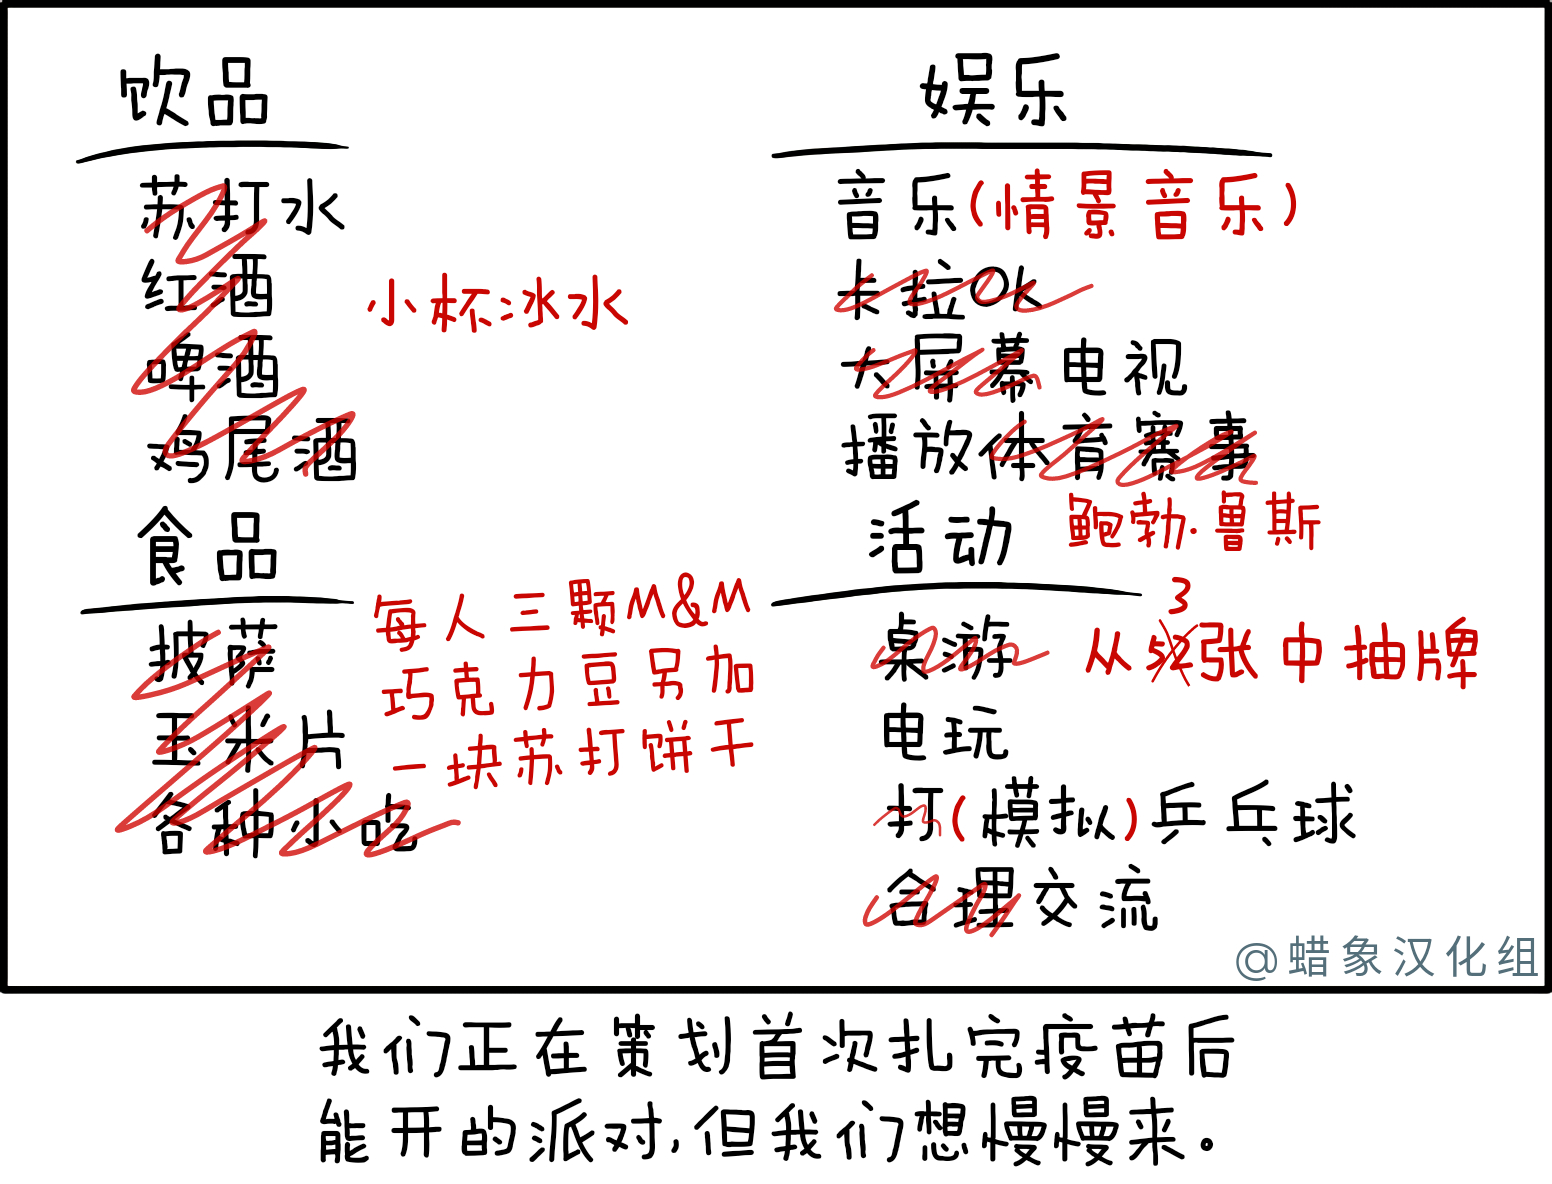 饮品
苏打水
红酒
啤酒
鸡尾酒
小杯:冰水
食品
披萨
玉米片
各种小吃
每人三颗M&M
巧克力豆另加
一块苏打饼干
娱乐
音乐(情景音乐)
卡拉OK
大屏幕电视
播放体育赛事
鲍勃·鲁斯
活动
桌游
3
从52张中抽牌
电玩
打(模拟)乒乓球
合理交流
@蜡象汉化组
我们正在策划首次扎完疫苗后
能开的派对,但我们想慢慢来。